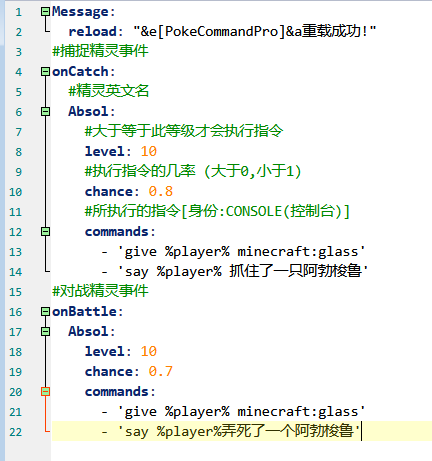 1 Message:
2 reload: "&e[PokeCommandPro]&a重载成功!"
3 #捕捉精灵事件
4 onCatch:
5 #精灵英文名
6 Absol:
7 #大于等于此等级才会执行指令
8 level: 10
9 #执行指令的几率 (大于0,小于1)
10 chance: 0.8
11 #所执行的指令[身份:CONSOLE(控制台)]
12 commands:
13 - 'give %player% minecraft:glass'
14 - 'say %player% 抓住了一只阿勃梭鲁'
15 #对战精灵事件
16 onBattle:
17 Absol:
18 level: 10
19 chance: 0.7
20 commands:
21 - 'give %player% minecraft:glass'
22 - 'say %player%弄死了一个阿勃梭鲁'